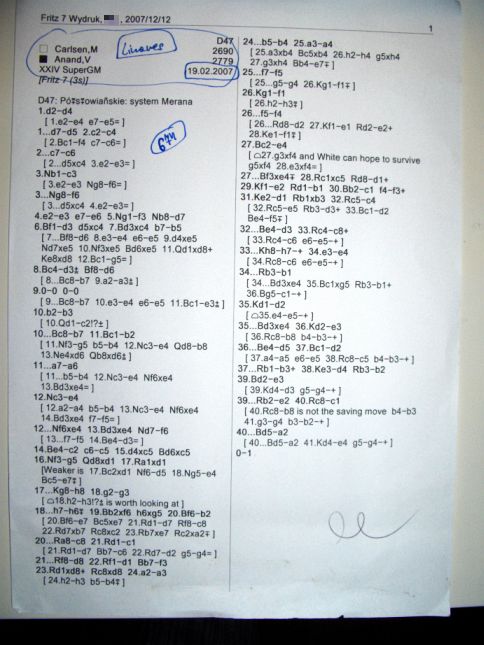 Fritz 7 Wydruk, , 2007/12/12
1
Linares
D47
Carlsen,M 2690
Anand,V 2779
XXIV SuperGM 19.02.2007
[Fritz 7 (3s)]
674
D47: Półsłowiańskie: system Merana
1.d2-d4
[ 1.e2-e4 e7-e5= ]
1...d7-d5 2.c2-c4
[ 2.Bc1-f4 c7-c6= ]
2...c7-c6
[ 2...d5xc4 3.e2-e3= ]
3.Nb1-c3
[ 3.e2-e3 Ng8-f6= ]
3...Ng8-f6
[ 3...d5xc4 4.e2-e3= ]
4.e2-e3 e7-e6 5.Ng1-f3 Nb8-d7
6.Bf1-d3 d5xc4 7.Bd3xc4 b7-b5
[ 7...Bf8-d6 8.e3-e4 e6-e5 9.d4xe5
Nd7xe5 10.Nf3xe5 Bd6xe5 11.Qd1xd8+
Ke8xd8 12.Bc1-g5= ]
8.Bc4-d3± Bf8-d6
[ 8...Bc8-b7 9.a2-a3± ]
9.0-0 0-0
[ 9...Bc8-b7 10.e3-e4 e6-e5 11.Bc1-e3± ]
10.b2-b3
[ 10.Qd1-c2!?± ]
10...Bc8-b7 11.Bc1-b2
[ 11.Nf3-g5 b5-b4 12.Nc3-e4 Qd8-b8
13.Ne4xd6 Qb8xd6± ]
11...a7-a6
[ 11...b5-b4 12.Nc3-e4 Nf6xe4
13.Bd3xe4= ]
12.Nc3-e4
[ 12.a2-a4 b5-b4 13.Nc3-e4 Nf6xe4
14.Bd3xe4 f7-f5= ]
12...Nf6xe4 13.Bd3xe4 Nd7-f6
[ 13...f7-f5 14.Be4-d3= ]
14.Be4-c2 c6-c5 15.d4xc5 Bd6xc5
16.Nf3-g5 Qd8xd1 17.Ra1xd1
[Weaker is 17.Bc2xd1 Nf6-d5 18.Ng5-e4
Bc5-e7∓ ]
17...Kg8-h8 18.g2-g3
[ ⌓18.h2-h3!?± is worth looking at ]
18...h7-h6∓ 19.Bb2xf6 h6xg5 20.Bf6-b2
[ 20.Bf6-e7 Bc5xe7 21.Rd1-d7 Rf8-c8
22.Rd7xb7 Rc8xc2 23.Rb7xe7 Rc2xa2∓ ]
20...Ra8-c8 21.Rd1-c1
[ 21.Rd1-d7 Bb7-c6 22.Rd7-d2 g5-g4= ]
21...Rf8-d8 22.Rf1-d1 Bb7-f3
23.Rd1xd8+ Rc8xd8 24.a2-a3
[ 24.h2-h3 b5-b4∓ ]
24...b5-b4 25.a3-a4
[ 25.a3xb4 Bc5xb4 26.h2-h4 g5xh4
27.g3xh4 Bb4-e7∓ ]
25...f7-f5
[ 25...g5-g4 26.Kg1-f1∓ ]
26.Kg1-f1
[ 26.h2-h3∓ ]
26...f5-f4
[ 26...Rd8-d2 27.Kf1-e1 Rd2-e2+
28.Ke1-f1∓ ]
27.Bc2-e4
[ ⌓27.g3xf4 and White can hope to survive
g5xf4 28.e3xf4= ]
27...Bf3xe4∓ 28.Rc1xc5 Rd8-d1+
29.Kf1-e2 Rd1-b1 30.Bb2-c1 f4-f3+
31.Ke2-d1 Rb1xb3 32.Rc5-c4
[ 32.Rc5-e5 Rb3-d3+ 33.Bc1-d2
Be4-f5∓ ]
32...Be4-d3 33.Rc4-c8+
[ 33.Rc4-c6 e6-e5-+ ]
33...Kh8-h7-+ 34.e3-e4
[ 34.Rc8-c6 e6-e5-+ ]
34...Rb3-b1
[ 34...Bd3xe4 35.Bc1xg5 Rb3-b1+
36.Bg5-c1-+ ]
35.Kd1-d2
[ ⌓35.e4-e5-+ ]
35...Bd3xe4 36.Kd2-e3
[ 36.Rc8-b8 b4-b3-+ ]
36...Be4-d5 37.Bc1-d2
[ 37.a4-a5 e6-e5 38.Rc8-c5 b4-b3-+ ]
37...Rb1-b3+ 38.Ke3-d4 Rb3-b2
39.Bd2-e3
[ 39.Kd4-d3 g5-g4-+ ]
39...Rb2-e2 40.Rc8-c1
[ 40.Rc8-b8 is not the saving move b4-b3
41.g3-g4 b3-b2-+ ]
40...Bd5-a2
[ 40...Bd5-a2 41.Kd4-e4 g5-g4-+ ]
0-1